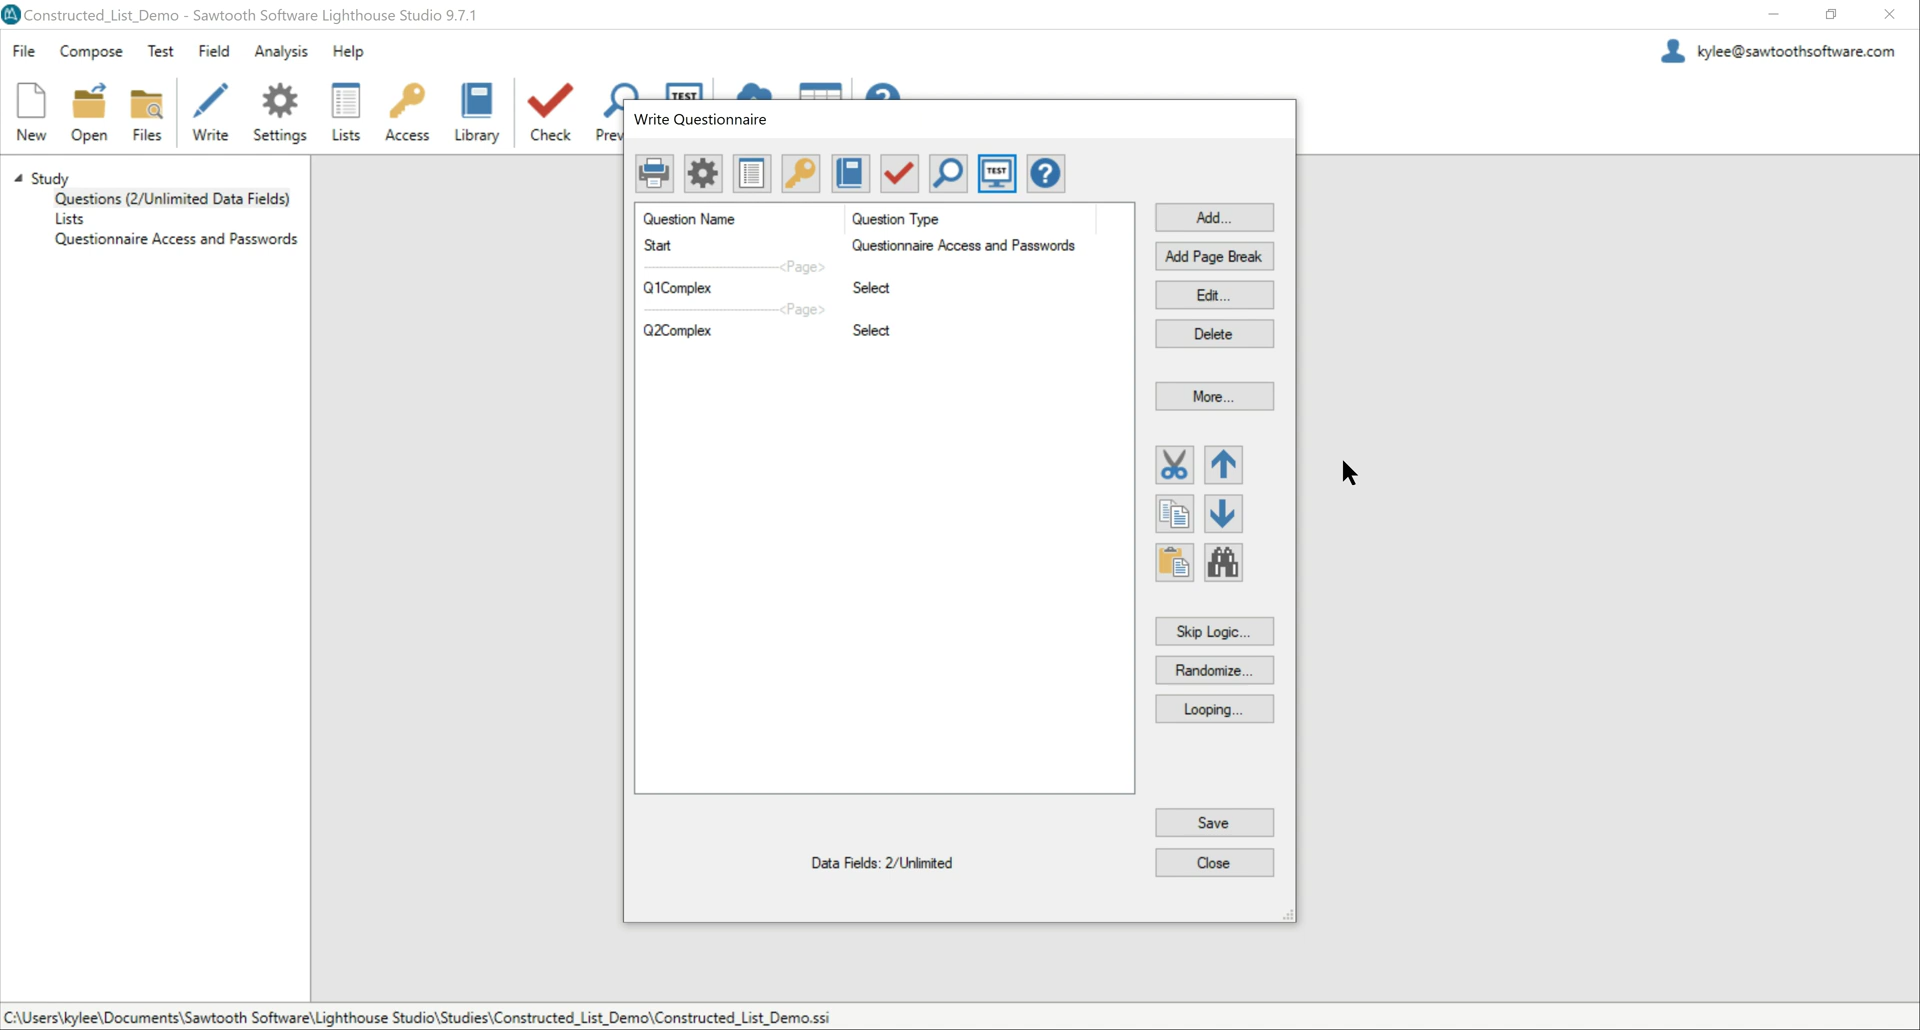 Constructed_List_Demo - Sawtooth Software Lighthouse Studio 9.7.1
File Compose Test Field Analysis Help
kylee@sawtoothsoftware.com
TEST
New Open Files Write Settings Lists Access Library Check Prev
Write Questionnaire
TEST
Study
Questions (2/Unlimited Data Fields)
Lists
Questionnaire Access and Passwords
Question Name Question Type
Start Questionnaire Access and Passwords
<Page>
Q1Complex Select
<Page>
Q2Complex Select
Add...
Add Page Break
Edit...
Delete
More...
Skip Logic...
Randomize...
Looping...
Save
Data Fields: 2/Unlimited
Close
C:\Users\kylee\Documents\Sawtooth Software\Lighthouse Studio\Studies\Constructed_List_Demo\Constructed_List_Demo.ssi